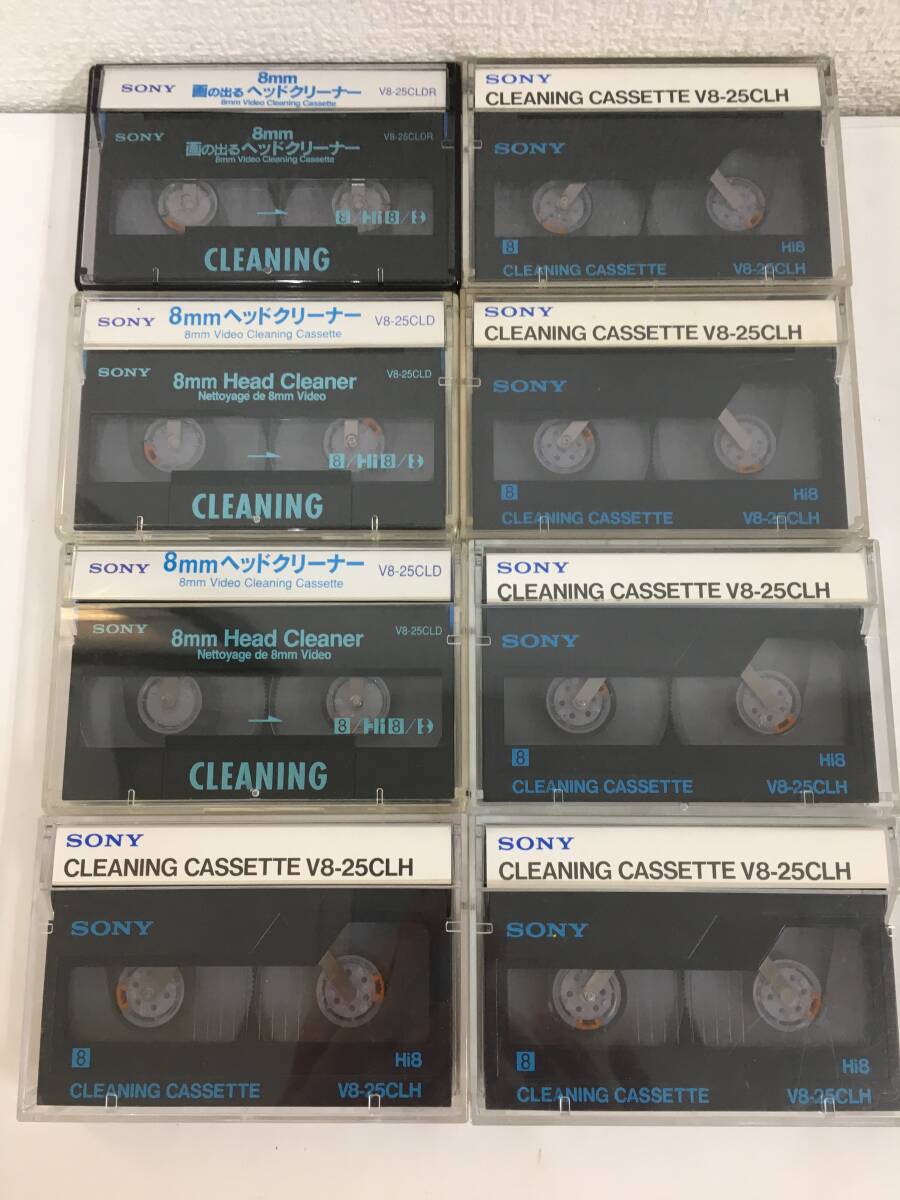 8mm
SONY 画の出るヘッドクリーナー V8-25CLDR
8mm Video Cleaning Cassette
SONY 8mm V8-25CLDR
画の出るヘッドクリーナー
8mm Video Cleaning Cassette
8/Hi8/D
CLEANING
SONY
CLEANING CASSETTE V8-25CLH
SONY
8 Hi8
CLEANING CASSETTE V8-25CLH
SONY 8mmヘッドクリーナー V8-25CLD
8mm Video Cleaning Cassette
SONY 8mm Head Cleaner V8-25CLD
Nettoyage de 8mm Video
8/Hi8/D
CLEANING
SONY
CLEANING CASSETTE V8-25CLH
SONY
8 Hi8
CLEANING CASSETTE V8-25CLH
SONY 8mmヘッドクリーナー V8-25CLD
8mm Video Cleaning Cassette
SONY 8mm Head Cleaner V8-25CLD
Nettoyage de 8mm Video
8/Hi8/D
CLEANING
SONY
CLEANING CASSETTE V8-25CLH
SONY
8 Hi8
CLEANING CASSETTE V8-25CLH
SONY
CLEANING CASSETTE V8-25CLH
SONY
8 Hi8
CLEANING CASSETTE V8-25CLH
SONY
CLEANING CASSETTE V8-25CLH
SONY
8 Hi8
CLEANING CASSETTE V8-25CLH